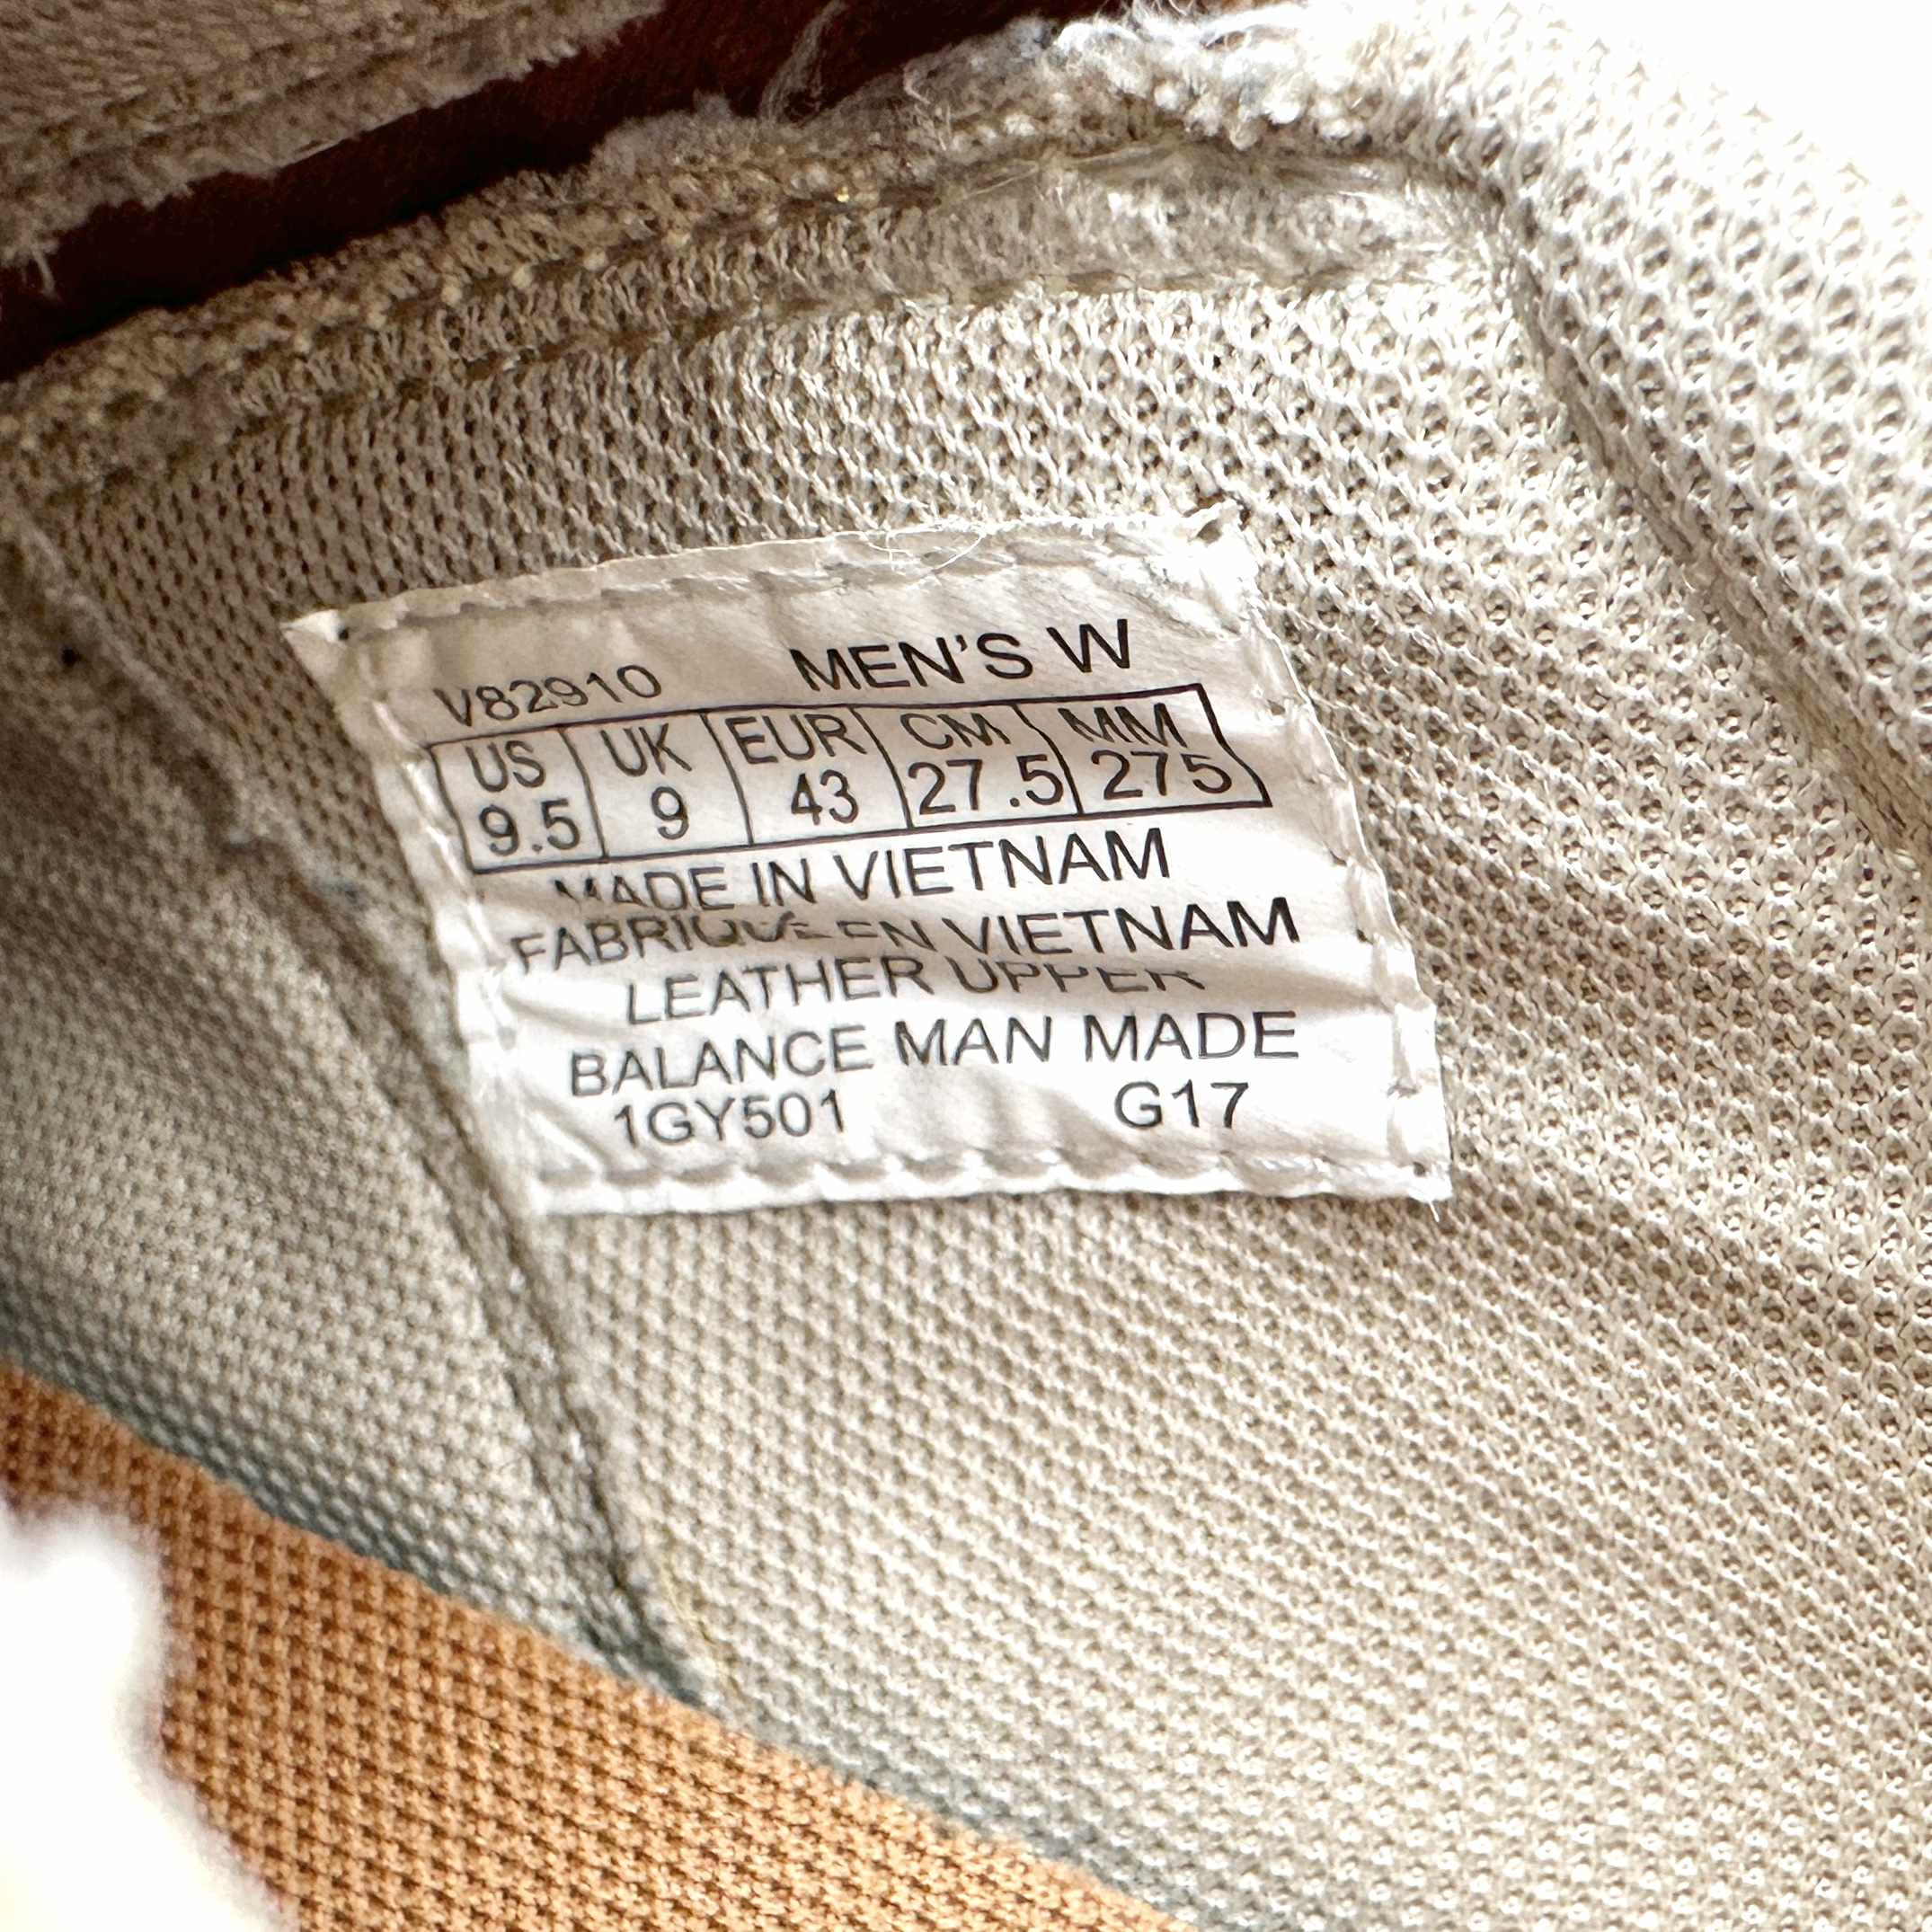 V82910 MEN'S W
US UK EUR CM MM
9.5 9 43 27.5 275
MADE IN VIETNAM
FABRIQUE EN VIETNAM
LEATHER UPPER
BALANCE MAN MADE
1GY501 G17